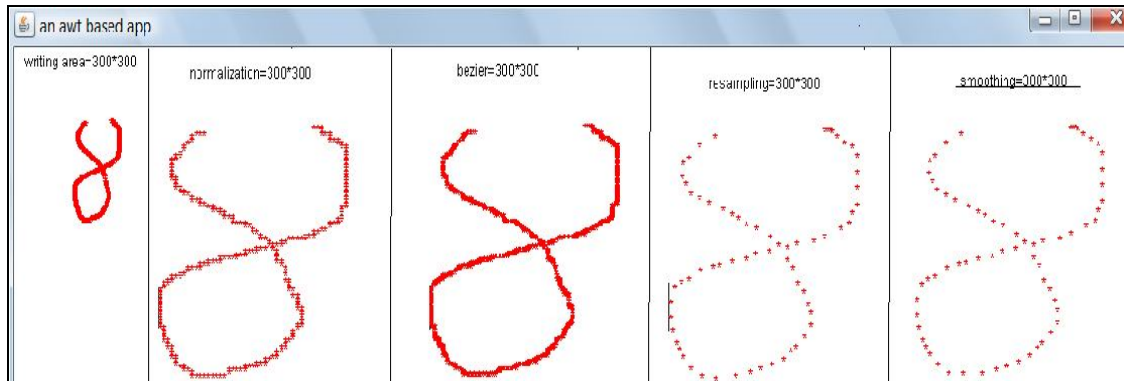 an awt based app
writing area=300*300
normalization=300*300
bezier=300*300
resampling=300*300
smoothing=300*300